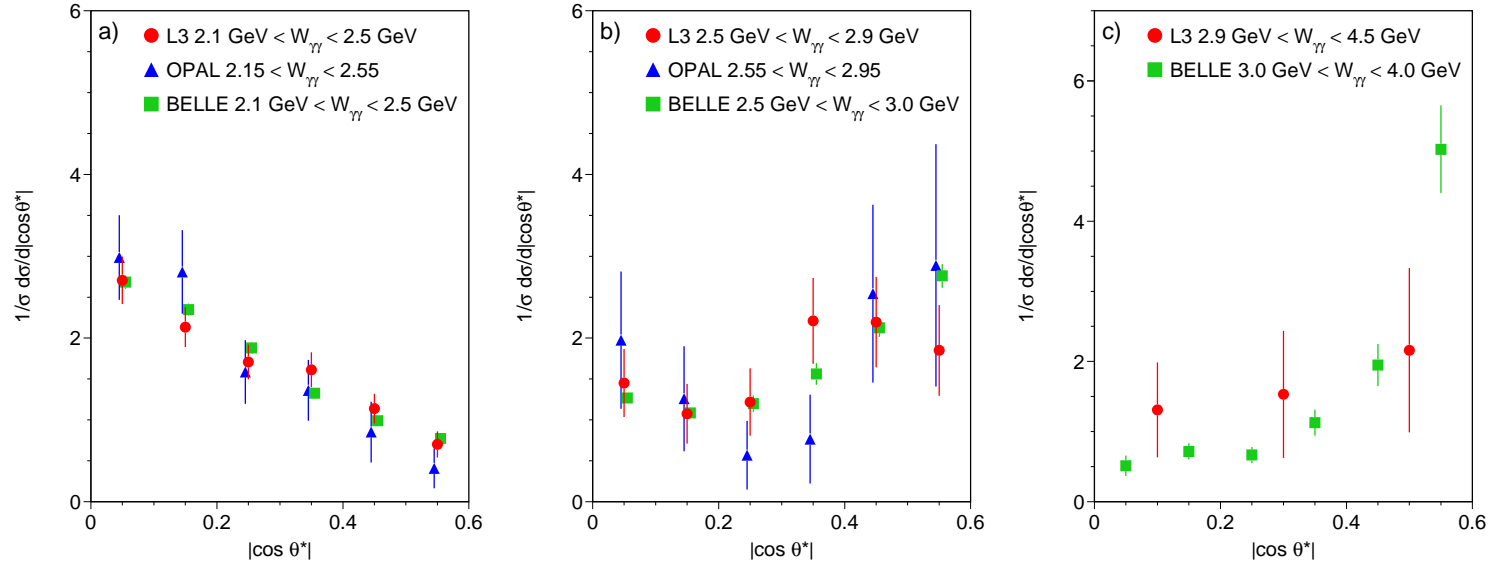 a)
L3 2.1 GeV < Wγγ < 2.5 GeV
OPAL 2.15 < Wγγ < 2.55
BELLE 2.1 GeV < Wγγ < 2.5 GeV
1/σ dσ/d|cosθ*|
6
4
2
0
0
0.2
0.4
0.6
|cos θ*|
b)
L3 2.5 GeV < Wγγ < 2.9 GeV
OPAL 2.55 < Wγγ < 2.95
BELLE 2.5 GeV < Wγγ < 3.0 GeV
1/σ dσ/d|cosθ*|
6
4
2
0
0
0.2
0.4
0.6
|cos θ*|
c)
L3 2.9 GeV < Wγγ < 4.5 GeV
BELLE 3.0 GeV < Wγγ < 4.0 GeV
1/σ dσ/d|cosθ*|
6
4
2
0
0
0.2
0.4
0.6
|cos θ*|